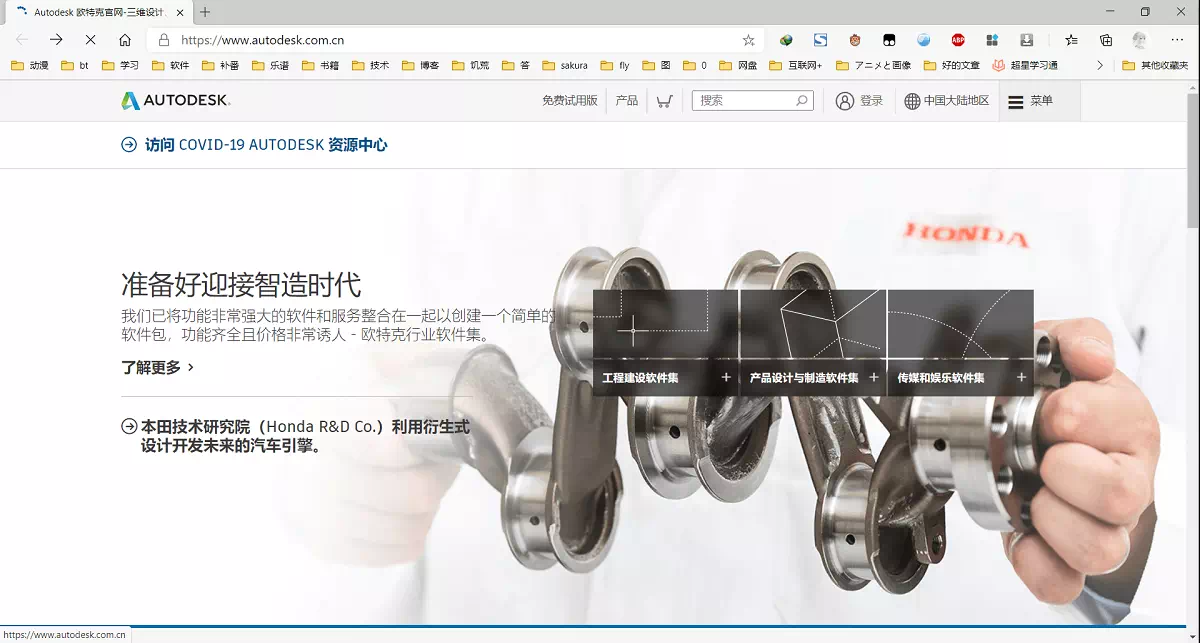 Autodesk 欧特克官网-三维设计、
https://www.autodesk.com.cn
动漫 bt 学习 软件 补番 乐谱 书籍 技术 博客 饥荒 答 sakura fly 图 0 网盘 互联网+ アニメと画像 好的文章 超星学习通 其他收藏夹
AUTODESK.
免费试用版 产品 搜索 登录 中国大陆地区 菜单
访问 COVID-19 AUTODESK 资源中心
HONDA
准备好迎接智造时代
我们已将功能非常强大的软件和服务整合在一起以创建一个简单的
软件包，功能齐全且价格非常诱人 - 欧特克行业软件集。
了解更多
工程建设软件集 + 产品设计与制造软件集 + 传媒和娱乐软件集 +
本田技术研究院（Honda R&D Co.）利用衍生式
设计开发未来的汽车引擎。
https://www.autodesk.com.cn